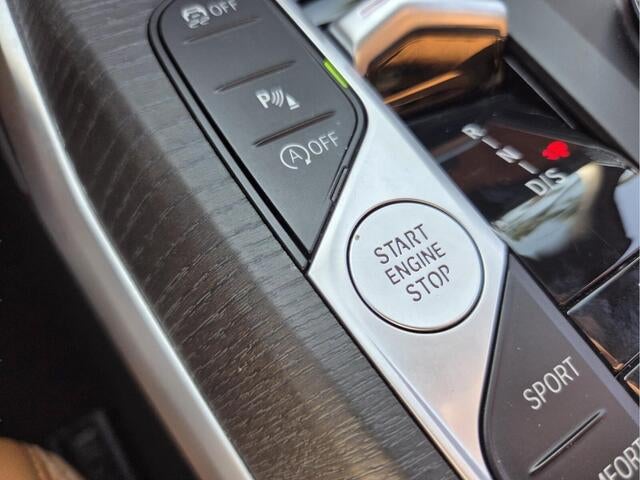 OFF
P
A OFF
START
ENGINE
STOP
R
N
D/S
SPORT